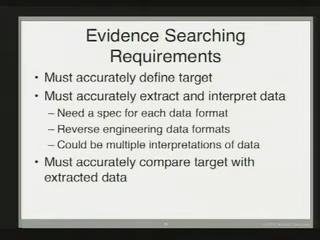 Evidence Searching
Requirements
• Must accurately define target
• Must accurately extract and interpret data
– Need a spec for each data format
– Reverse engineering data formats
– Could be multiple interpretations of data
• Must accurately compare target with
extracted data